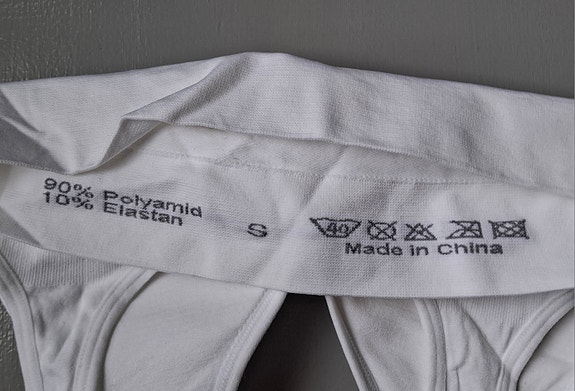 90% Polyamid
10% Elastan
S
40
Made in China